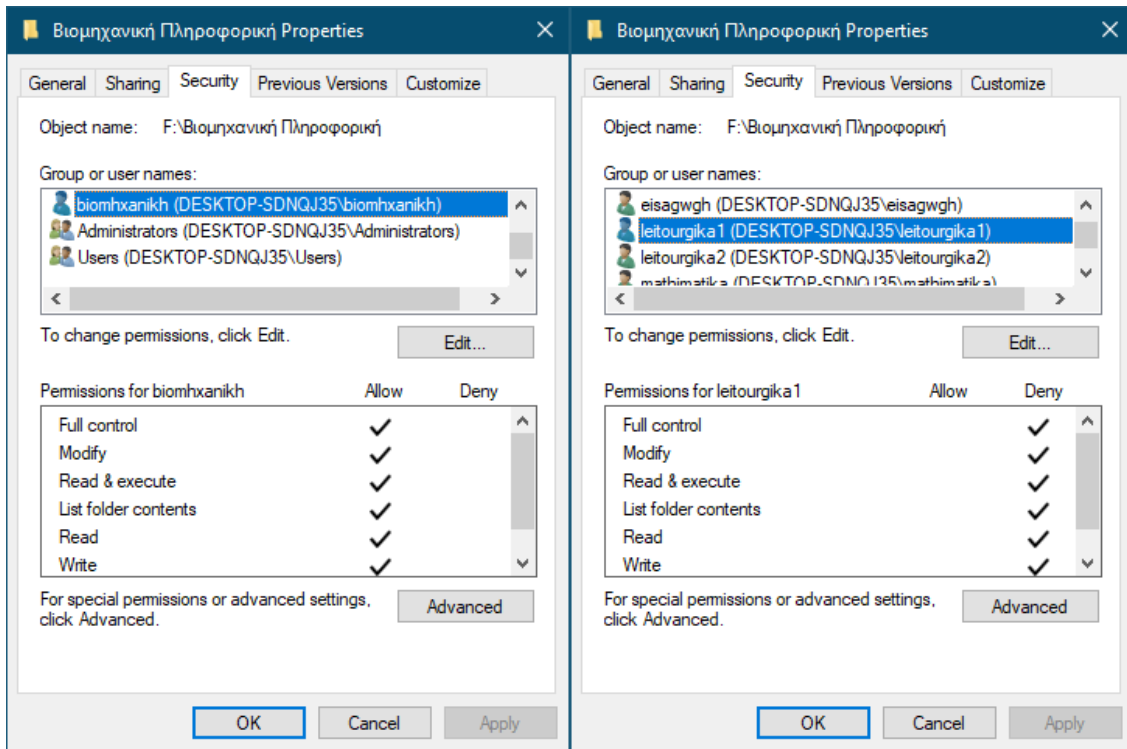 Βιομηχανική Πληροφορική Properties
General Sharing Security Previous Versions Customize
Object name: F:\Βιομηχανική Πληροφορική
Group or user names:
biomhxanikh (DESKTOP-SDNQJ35\biomhxanikh)
Administrators (DESKTOP-SDNQJ35\Administrators)
Users (DESKTOP-SDNQJ35\Users)
To change permissions, click Edit.
Edit...
Permissions for biomhxanikh Allow Deny
Full control
Modify
Read & execute
List folder contents
Read
Write
For special permissions or advanced settings,
click Advanced.
Advanced
OK Cancel Apply
Βιομηχανική Πληροφορική Properties
General Sharing Security Previous Versions Customize
Object name: F:\Βιομηχανική Πληροφορική
Group or user names:
eisagwgh (DESKTOP-SDNQJ35\eisagwgh)
leitourgika1 (DESKTOP-SDNQJ35\leitourgika1)
leitourgika2 (DESKTOP-SDNQJ35\leitourgika2)
mathimatika (DESKTOP-SDNQJ35\mathimatika)
To change permissions, click Edit.
Edit...
Permissions for leitourgika1 Allow Deny
Full control
Modify
Read & execute
List folder contents
Read
Write
For special permissions or advanced settings,
click Advanced.
Advanced
OK Cancel Apply